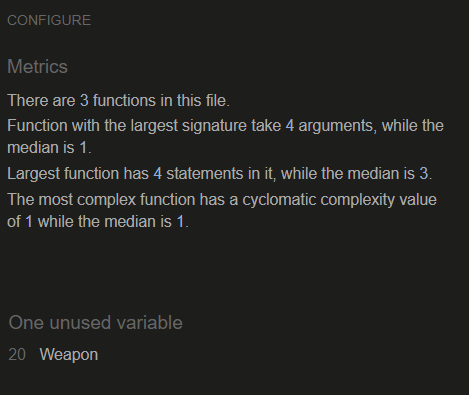 CONFIGURE
Metrics
There are 3 functions in this file.
Function with the largest signature take 4 arguments, while the
median is 1.
Largest function has 4 statements in it, while the median is 3.
The most complex function has a cyclomatic complexity value
of 1 while the median is 1.
One unused variable
20 Weapon